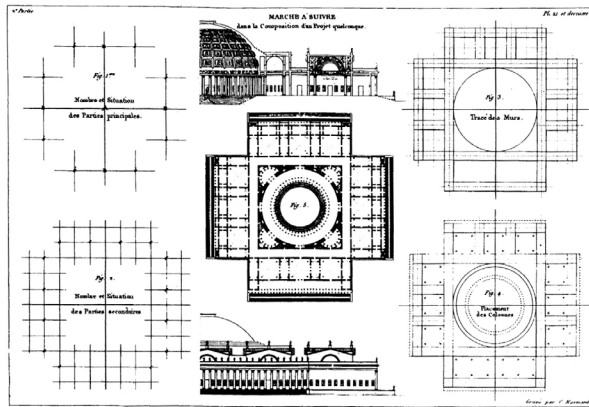 2e Partie
MARCHE A SUIVRE
dans la Composition d'un Projet quelconque.
Pl. 21 et dernière
Fig. 1ere
Nombre et Situation
des Parties principales.
Fig. 2.
Nombre et Situation
des Parties secondaires
Fig. 5.
Fig. 3.
Tracé des Murs.
Fig. 4
Placement
des Colonnes
Gravé par C. Normand